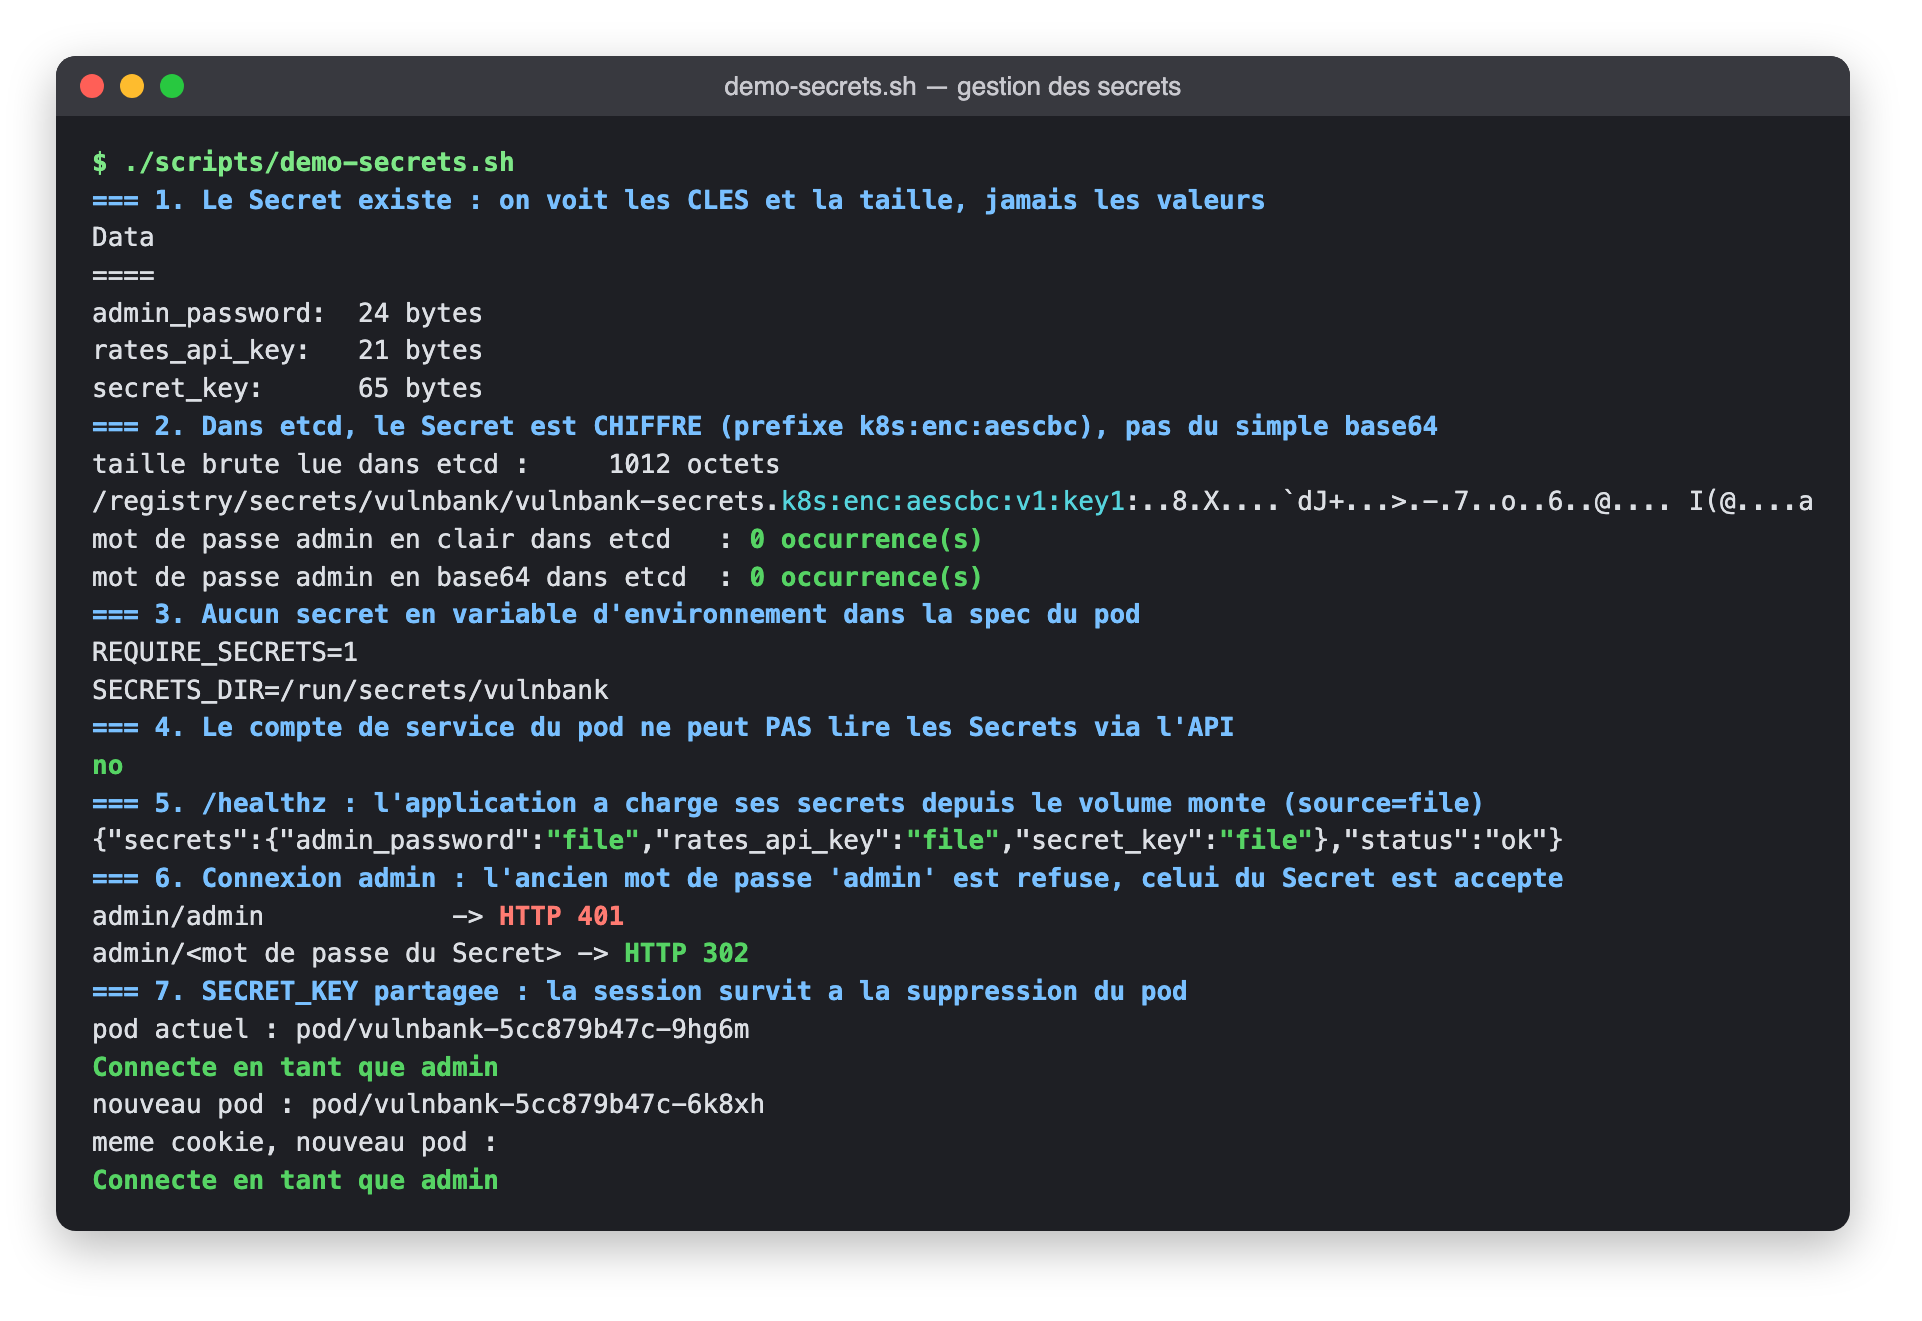 demo-secrets.sh — gestion des secrets
$ ./scripts/demo-secrets.sh
=== 1. Le Secret existe : on voit les CLES et la taille, jamais les valeurs
Data
====
admin_password:  24 bytes
rates_api_key:   21 bytes
secret_key:      65 bytes
=== 2. Dans etcd, le Secret est CHIFFRE (prefixe k8s:enc:aescbc), pas du simple base64
taille brute lue dans etcd :     1012 octets
/registry/secrets/vulnbank/vulnbank-secrets.k8s:enc:aescbc:v1:key1:..8.X....`dJ+...>.-.7..o..6..@.... I(@....a
mot de passe admin en clair dans etcd   : 0 occurrence(s)
mot de passe admin en base64 dans etcd  : 0 occurrence(s)
=== 3. Aucun secret en variable d'environnement dans la spec du pod
REQUIRE_SECRETS=1
SECRETS_DIR=/run/secrets/vulnbank
=== 4. Le compte de service du pod ne peut PAS lire les Secrets via l'API
no
=== 5. /healthz : l'application a charge ses secrets depuis le volume monte (source=file)
{"secrets":{"admin_password":"file","rates_api_key":"file","secret_key":"file"},"status":"ok"}
=== 6. Connexion admin : l'ancien mot de passe 'admin' est refuse, celui du Secret est accepte
admin/admin            -> HTTP 401
admin/<mot de passe du Secret> -> HTTP 302
=== 7. SECRET_KEY partagee : la session survit a la suppression du pod
pod actuel : pod/vulnbank-5cc879b47c-9hg6m
Connecte en tant que admin
nouveau pod : pod/vulnbank-5cc879b47c-6k8xh
meme cookie, nouveau pod :
Connecte en tant que admin